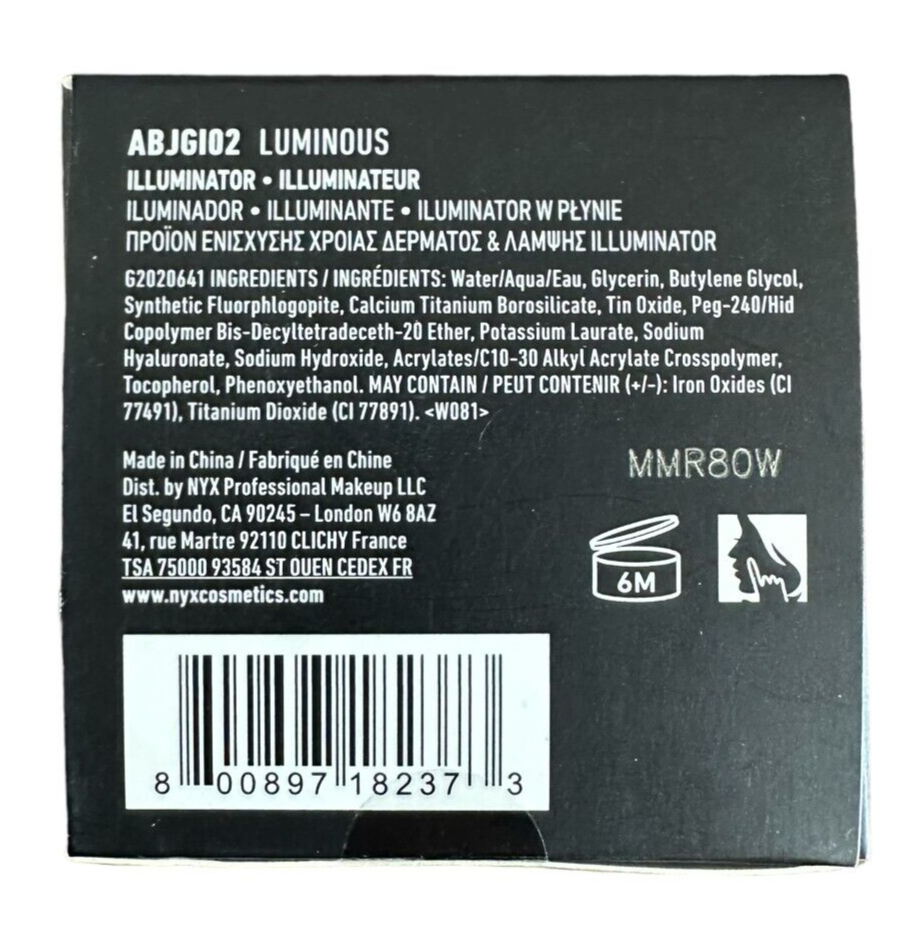 ABJGI02 LUMINOUS
ILLUMINATOR • ILLUMINATEUR
ILUMINADOR • ILLUMINANTE • ILUMINATOR W PŁYNIE
ΠΡΟΪΟΝ ΕΝΙΣΧΥΣΗΣ ΧΡΟΙΑΣ ΔΕΡΜΑΤΟΣ & ΛΑΜΨΗΣ ILLUMINATOR
G2020641 INGREDIENTS / INGRÉDIENTS: Water/Aqua/Eau, Glycerin, Butylene Glycol,
Synthetic Fluorphlogopite, Calcium Titanium Borosilicate, Tin Oxide, Peg-240/Hid
Copolymer Bis-Decyltetradeceth-20 Ether, Potassium Laurate, Sodium
Hyaluronate, Sodium Hydroxide, Acrylates/C10-30 Alkyl Acrylate Crosspolymer,
Tocopherol, Phenoxyethanol. MAY CONTAIN / PEUT CONTENIR (+/-): Iron Oxides (CI
77491), Titanium Dioxide (CI 77891). <W081>
Made in China / Fabriqué en Chine
Dist. by NYX Professional Makeup LLC
El Segundo, CA 90245 – London W6 8AZ
41, rue Martre 92110 CLICHY France
TSA 75000 93584 ST OUEN CEDEX FR
www.nyxcosmetics.com
MMR80W
6M
8 00897 18237 3